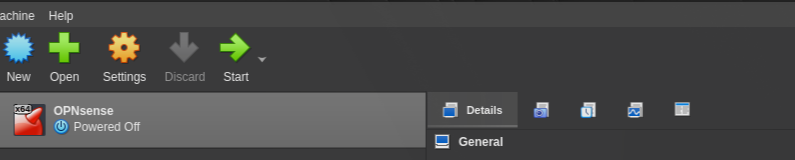 achine Help
New Open Settings Discard Start
x64 OPNsense
Powered Off
Details
General